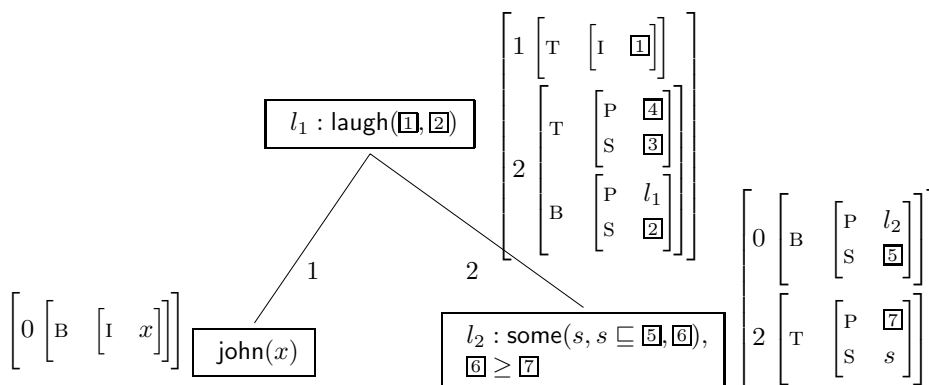 1 [T [I 1]]
l₁ : laugh(1, 2)
2 [T [P 4
S 3]
B [P l₁
S 2]]
1
2
0 [B [P l₂
S 5]]
2 [T [P 7
S s]]
[0 [B [I x]]]
john(x)
l₂ : some(s, s ⊑ 5, 6),
6 ≥ 7